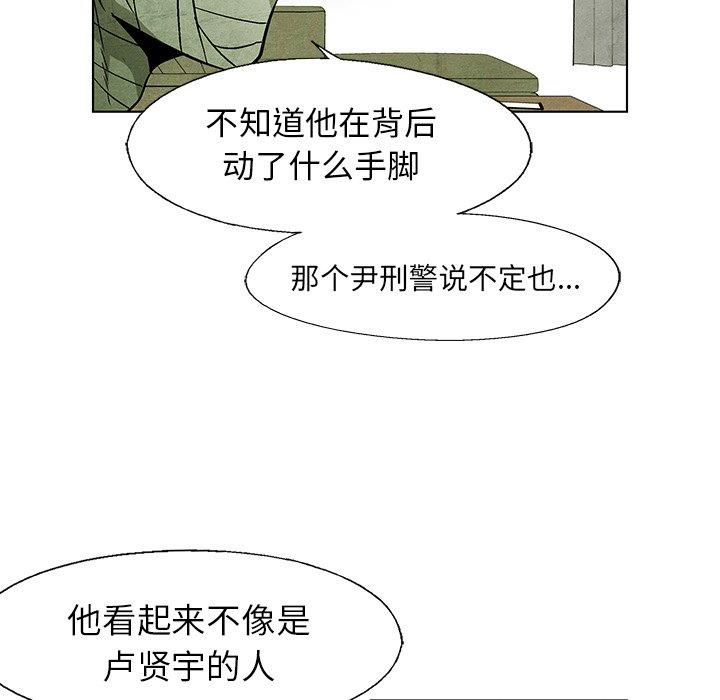 不知道他在背后
动了什么手脚
那个尹刑警说不定也...
他看起来不像是
卢贤宇的人